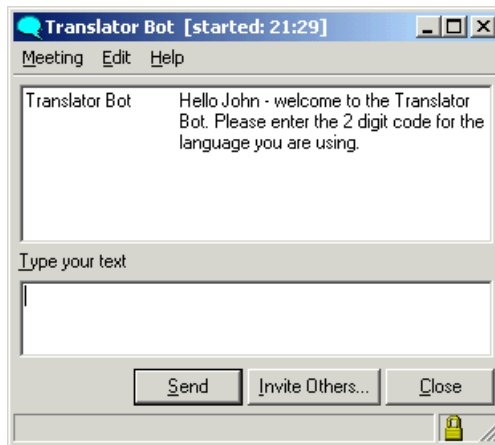 Translator Bot [started: 21:29]
Meeting Edit Help
Translator Bot Hello John - welcome to the Translator
Bot. Please enter the 2 digit code for the
language you are using.
Type your text
Send Invite Others... Close